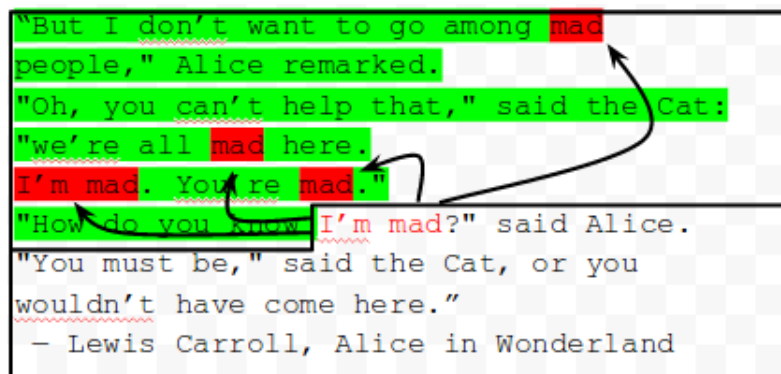 “But I don’t want to go among mad
people," Alice remarked.
"Oh, you can’t help that," said the Cat:
"we’re all mad here.
I’m mad. You’re mad."
"How do you know I’m mad?" said Alice.
"You must be," said the Cat, or you
wouldn’t have come here.”
— Lewis Carroll, Alice in Wonderland